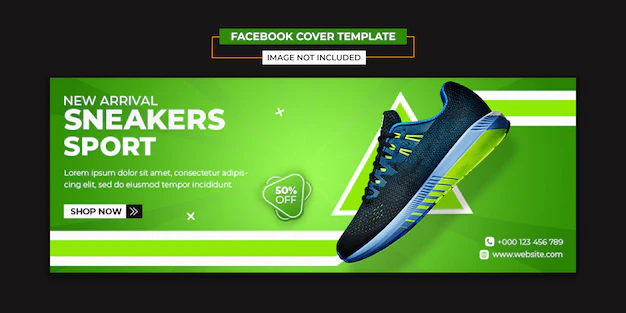 FACEBOOK COVER TEMPLATE
IMAGE NOT INCLUDED
NEW ARRIVAL
SNEAKERS
SPORT
Lorem ipsum dolor sit amet, consectetur adipis-
cing elit, sed do eiusmod tempor incididunt
50%
OFF
SHOP NOW
+000 123 456 789
www.website.com